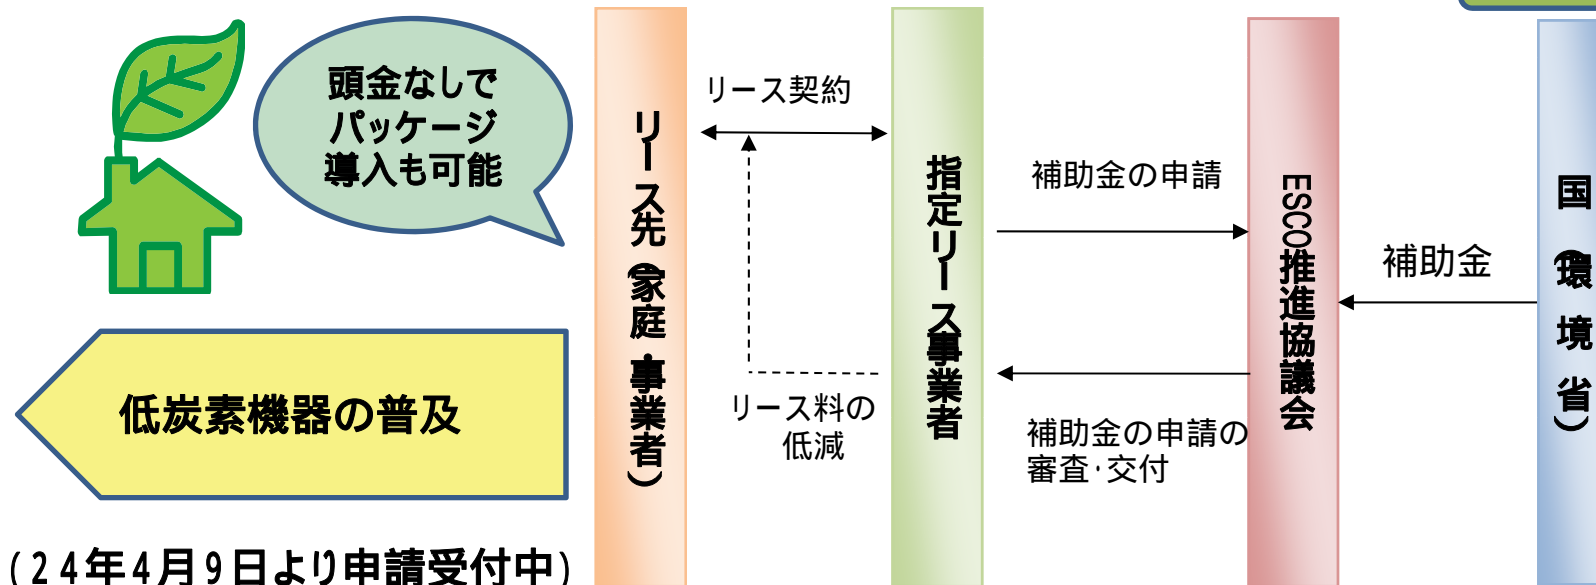 頭金なしで
パッケージ
導入も可能
低炭素機器の普及
(24年4月9日より申請受付中)
リース先(家庭・事業者)
リース契約
リース料の
低減
指定リース事業者
補助金の申請
補助金の申請の
審査・交付
ESCO推進協議会
補助金
国(環境省)